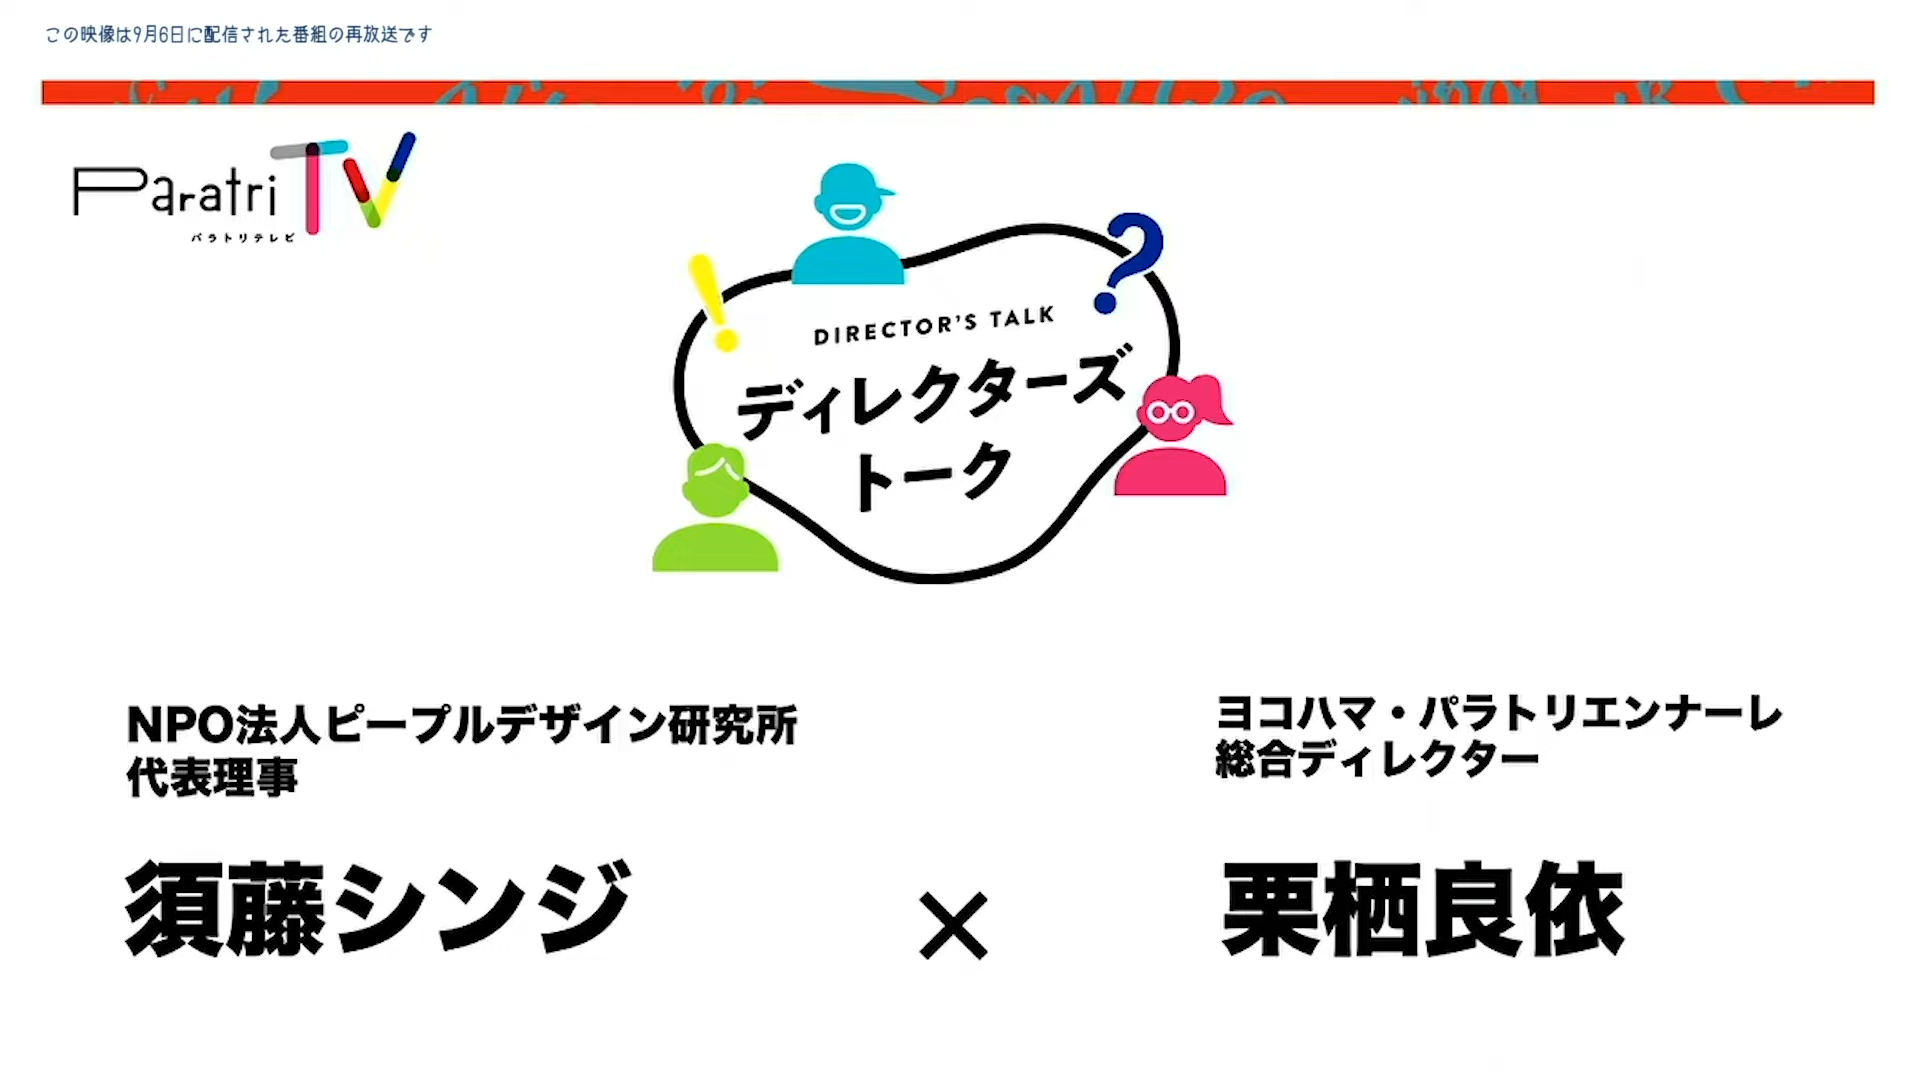 この映像は9月6日に配信された番組の再放送です
Paratri TV
パラトリテレビ
DIRECTOR'S TALK
ディレクターズ
トーク
NPO法人ピープルデザイン研究所
代表理事
須藤シンジ
×
ヨコハマ・パラトリエンナーレ
総合ディレクター
栗栖良依